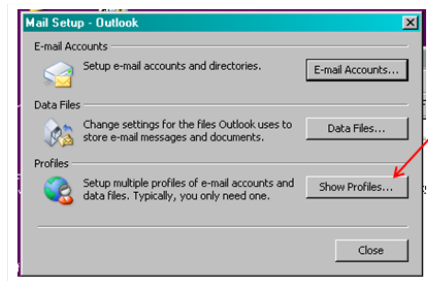 Mail Setup - Outlook
E-mail Accounts
Setup e-mail accounts and directories.
E-mail Accounts...
Data Files
Change settings for the files Outlook uses to
store e-mail messages and documents.
Data Files...
Profiles
Setup multiple profiles of e-mail accounts and
data files. Typically, you only need one.
Show Profiles...
Close